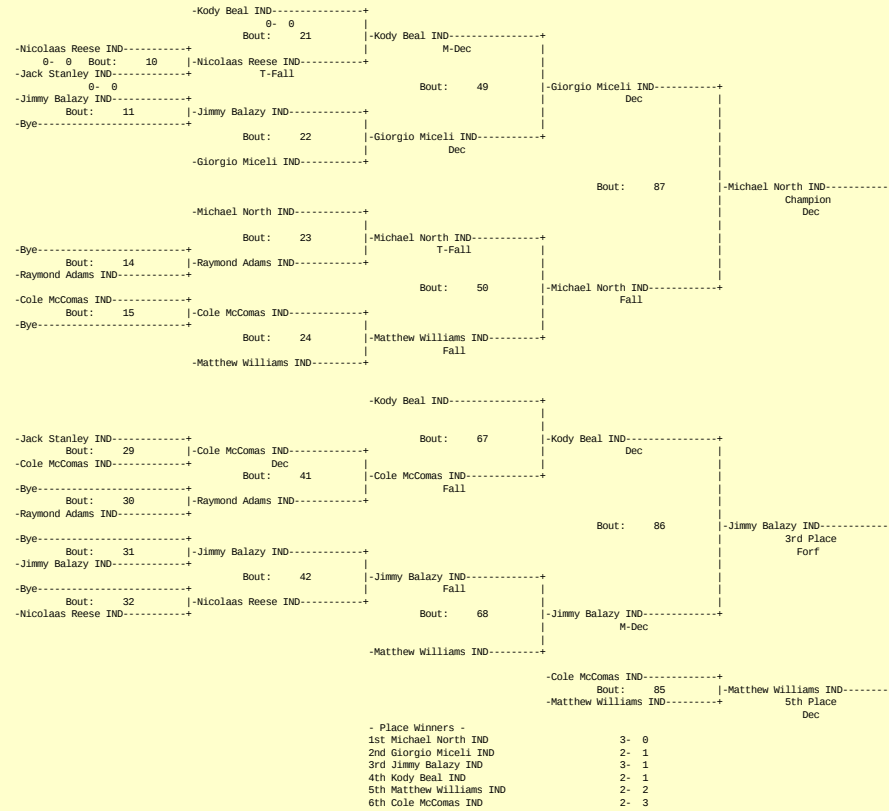 -Kody Beal IND----------------+
0-  0                |
Bout:    21         |-Kody Beal IND---------------+
-Nicolaas Reese IND-----------+                             |            M-Dec            |
0-  0   Bout:     10     |-Nicolaas Reese IND-----------+                             |
-Jack Stanley IND------------+           T-Fall                                            |
0-  0                                                            Bout:     49        |-Giorgio Miceli IND-----------+
-Jimmy Balazy IND------------+                                                            |             Dec             |
Bout:     11     |-Jimmy Balazy IND------------+                             |                             |
-Bye------------------------+                             |                             |                             |
Bout:     22        |-Giorgio Miceli IND----------+                             |
|             Dec                                           |
-Giorgio Miceli IND-----------+                                                           |
Bout:     87        |-Michael North IND-----------
Champion
-Michael North IND-----------+                                                            |             Dec
|                                                           |
Bout:     23        |-Michael North IND-----------+                             |
-Bye------------------------+                             |           T-Fall            |                             |
Bout:     14     |-Raymond Adams IND------------+                             |                             |
-Raymond Adams IND-----------+                                                            |                             |
Bout:     50        |-Michael North IND-----------+
-Cole McComas IND------------+                                                            |            Fall
Bout:     15     |-Cole McComas IND------------+                             |
-Bye------------------------+                             |                             |
Bout:     24        |-Matthew Williams IND---------+
|            Fall
-Matthew Williams IND---------+
-Kody Beal IND---------------+
|
-Jack Stanley IND------------+                                       Bout:     67        |-Kody Beal IND---------------+
Bout:     29     |-Cole McComas IND------------+                             |             Dec             |
-Cole McComas IND------------+             Dec             |                             |                             |
Bout:     41        |-Cole McComas IND------------+                             |
-Bye------------------------+                             |            Fall                                           |
Bout:     30     |-Raymond Adams IND------------+                                                           |
-Raymond Adams IND-----------+                                                                                          |
Bout:     86        |-Jimmy Balazy IND-----------
-Bye------------------------+                                                                                          |          3rd Place
Bout:     31     |-Jimmy Balazy IND------------+                                                           |            Forf
-Jimmy Balazy IND------------+                             |                                                           |
Bout:     42        |-Jimmy Balazy IND------------+                             |
-Bye------------------------+                             |            Fall             |                             |
Bout:     32     |-Nicolaas Reese IND-----------+                             |                             |
-Nicolaas Reese IND-----------+                                       Bout:     68        |-Jimmy Balazy IND------------+
|            M-Dec
-Matthew Williams IND---------+
-Cole McComas IND------------+
Bout:     85        |-Matthew Williams IND--------
-Matthew Williams IND---------+          5th Place
Dec
- Place Winners -
1st Michael North IND                      3-  0
2nd Giorgio Miceli IND                     2-  1
3rd Jimmy Balazy IND                       3-  1
4th Kody Beal IND                          2-  1
5th Matthew Williams IND                   2-  2
6th Cole McComas IND                       2-  3